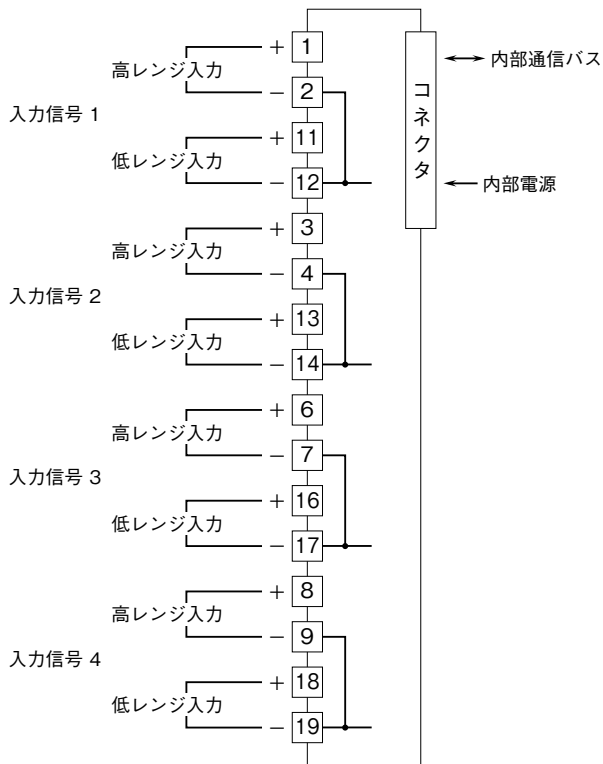 + 1
高レンジ入力
− 2
入力信号 1
+ 11
低レンジ入力
− 12
+ 3
高レンジ入力
− 4
入力信号 2
+ 13
低レンジ入力
− 14
+ 6
高レンジ入力
− 7
入力信号 3
+ 16
低レンジ入力
− 17
+ 8
高レンジ入力
− 9
入力信号 4
+ 18
低レンジ入力
− 19
コネクタ
内部通信バス
内部電源